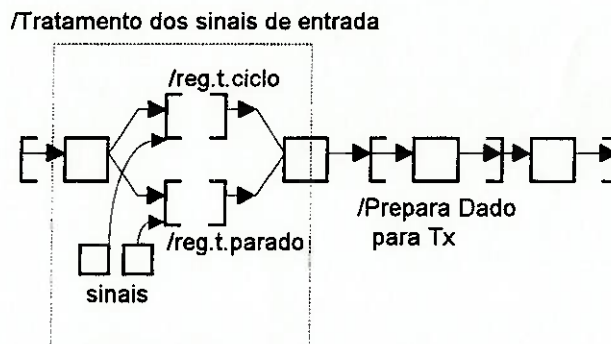 /Tratamento dos sinais de entrada
/reg.t.ciclo
/reg.t.parado
/Prepara Dado
para Tx
sinais